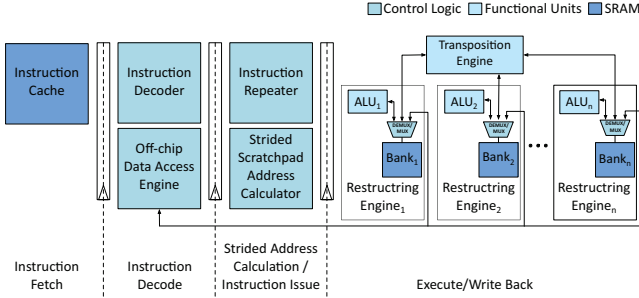 Control Logic
Functional Units
SRAM
Instruction
Cache
Instruction
Decoder
Off-chip
Data Access
Engine
Instruction
Repeater
Strided
Scratchpad
Address
Calculator
Transposition
Engine
ALU1
DEMUX/
MUX
Bank1
Restructring
Engine1
ALU2
DEMUX/
MUX
Bank2
Restructring
Engine2
•••
ALUn
DEMUX/
MUX
Bankn
Restructring
Enginen
Instruction
Fetch
Instruction
Decode
Strided Address
Calculation /
Instruction Issue
Execute/Write Back